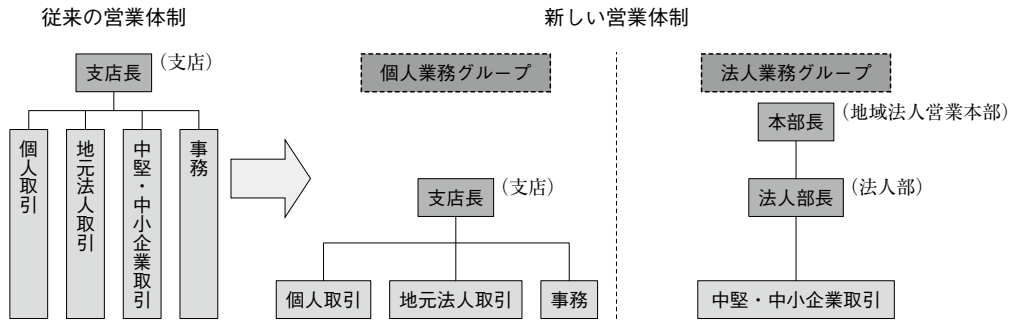 従来の営業体制
新しい営業体制
支店長
（支店）
個人取引
地元法人取引
中堅・中小企業取引
事務
個人業務グループ
支店長
（支店）
個人取引
地元法人取引
事務
法人業務グループ
本部長
（地域法人営業本部）
法人部長
（法人部）
中堅・中小企業取引